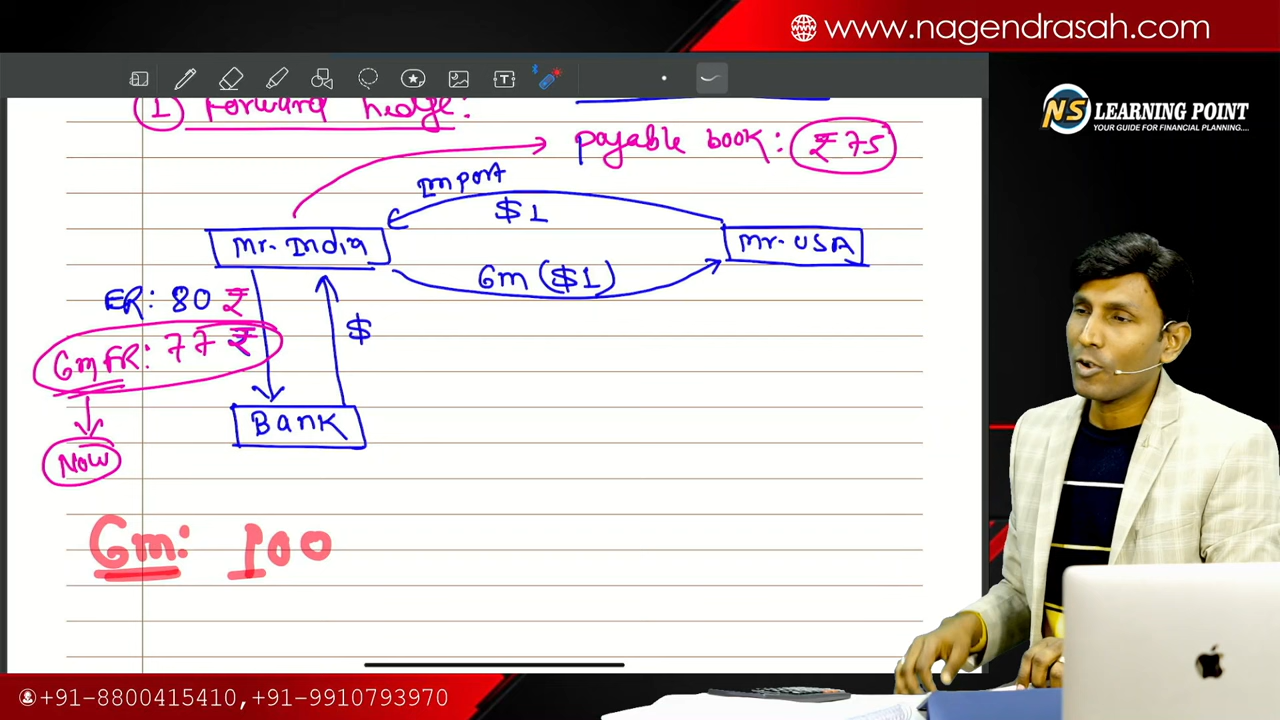 www.nagendrasah.com
NS LEARNING POINT
YOUR GUIDE FOR FINANCIAL PLANNING....
① Forward hedge:
payable book: ₹75
Import
$1
Mr. India
Mr. USA
6m ($1)
ER: 80 ₹
6m FR: 77 ₹
$
Bank
Now
6m: 100
+91-8800415410,+91-9910793970